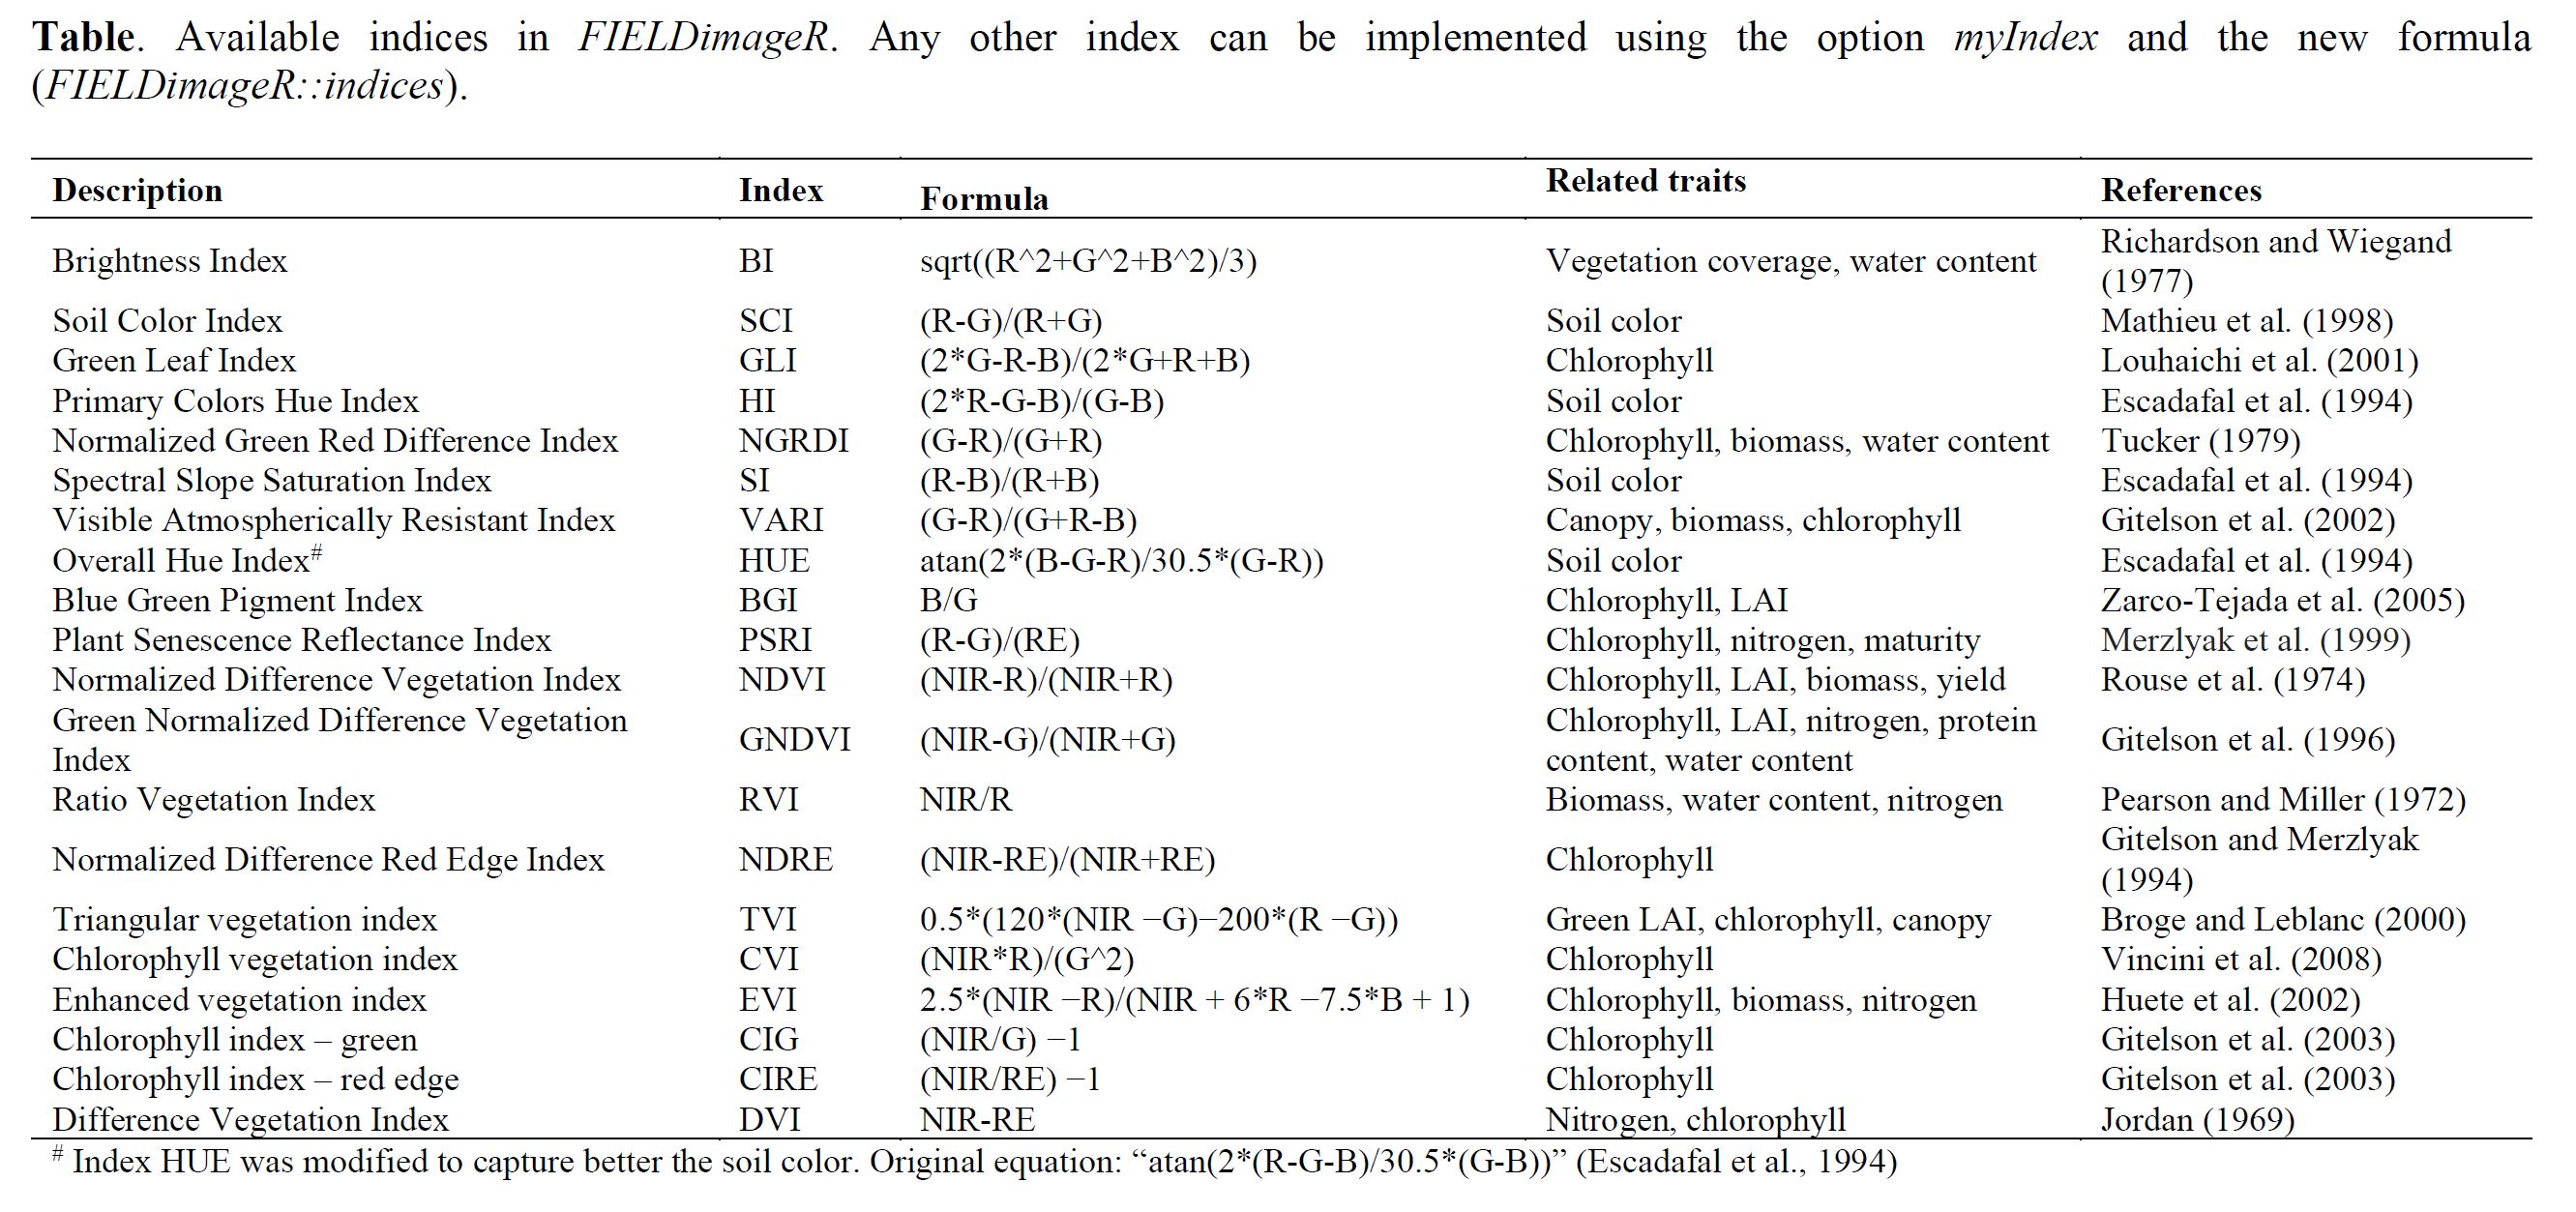 Table. Available indices in FIELDimageR. Any other index can be implemented using the option myIndex and the new formula
(FIELDimageR::indices).
Description Index Formula Related traits References
Brightness Index BI sqrt((R^2+G^2+B^2)/3) Vegetation coverage, water content Richardson and Wiegand
(1977)
Soil Color Index SCI (R-G)/(R+G) Soil color Mathieu et al. (1998)
Green Leaf Index GLI (2*G-R-B)/(2*G+R+B) Chlorophyll Louhaichi et al. (2001)
Primary Colors Hue Index HI (2*R-G-B)/(G-B) Soil color Escadafal et al. (1994)
Normalized Green Red Difference Index NGRDI (G-R)/(G+R) Chlorophyll, biomass, water content Tucker (1979)
Spectral Slope Saturation Index SI (R-B)/(R+B) Soil color Escadafal et al. (1994)
Visible Atmospherically Resistant Index VARI (G-R)/(G+R-B) Canopy, biomass, chlorophyll Gitelson et al. (2002)
Overall Hue Index# HUE atan(2*(B-G-R)/30.5*(G-R)) Soil color Escadafal et al. (1994)
Blue Green Pigment Index BGI B/G Chlorophyll, LAI Zarco-Tejada et al. (2005)
Plant Senescence Reflectance Index PSRI (R-G)/(RE) Chlorophyll, nitrogen, maturity Merzlyak et al. (1999)
Normalized Difference Vegetation Index NDVI (NIR-R)/(NIR+R) Chlorophyll, LAI, biomass, yield Rouse et al. (1974)
Green Normalized Difference Vegetation
Index GNDVI (NIR-G)/(NIR+G) Chlorophyll, LAI, nitrogen, protein
content, water content Gitelson et al. (1996)
Ratio Vegetation Index RVI NIR/R Biomass, water content, nitrogen Pearson and Miller (1972)
Normalized Difference Red Edge Index NDRE (NIR-RE)/(NIR+RE) Chlorophyll Gitelson and Merzlyak
(1994)
Triangular vegetation index TVI 0.5*(120*(NIR −G)−200*(R −G)) Green LAI, chlorophyll, canopy Broge and Leblanc (2000)
Chlorophyll vegetation index CVI (NIR*R)/(G^2) Chlorophyll Vincini et al. (2008)
Enhanced vegetation index EVI 2.5*(NIR −R)/(NIR + 6*R −7.5*B + 1) Chlorophyll, biomass, nitrogen Huete et al. (2002)
Chlorophyll index – green CIG (NIR/G) −1 Chlorophyll Gitelson et al. (2003)
Chlorophyll index – red edge CIRE (NIR/RE) −1 Chlorophyll Gitelson et al. (2003)
Difference Vegetation Index DVI NIR-RE Nitrogen, chlorophyll Jordan (1969)
# Index HUE was modified to capture better the soil color. Original equation: “atan(2*(R-G-B)/30.5*(G-B))” (Escadafal et al., 1994)